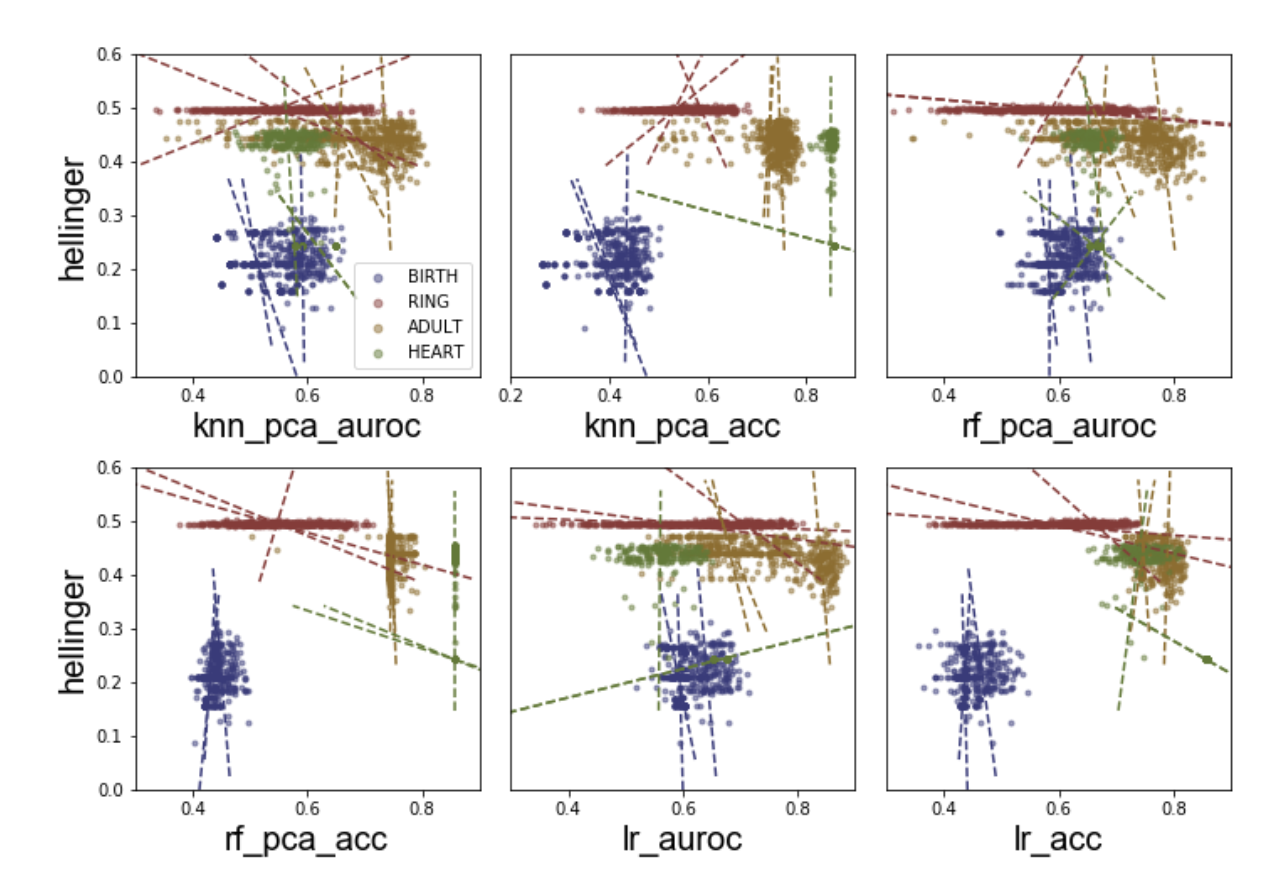 0.6
0.5
0.4
0.3
0.2
0.1
0.0
hellinger
BIRTH
RING
ADULT
HEART
0.4 0.6 0.8
knn_pca_auroc
0.2 0.4 0.6 0.8
knn_pca_acc
0.4 0.6 0.8
rf_pca_auroc
0.6
0.5
0.4
0.3
0.2
0.1
0.0
hellinger
0.4 0.6 0.8
rf_pca_acc
0.4 0.6 0.8
lr_auroc
0.4 0.6 0.8
lr_acc